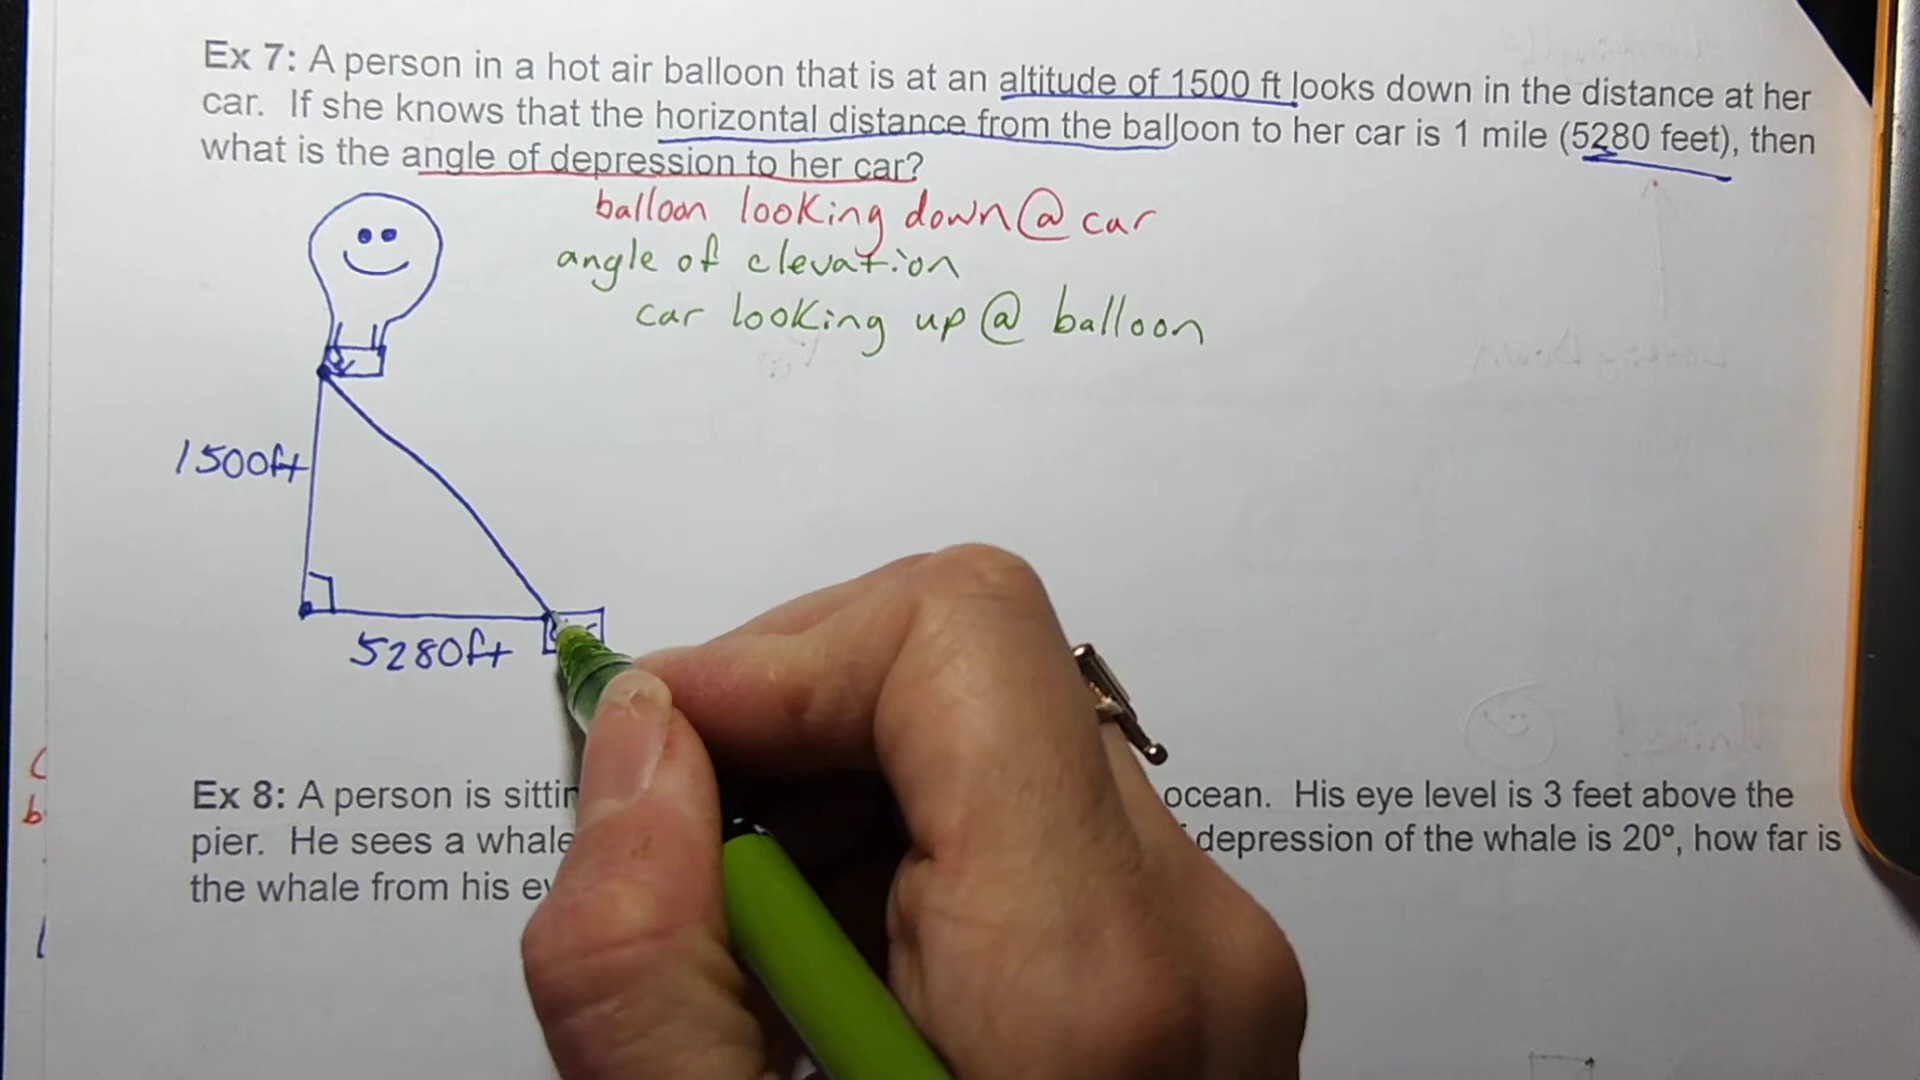 Ex 7: A person in a hot air balloon that is at an altitude of 1500 ft looks down in the distance at her
car. If she knows that the horizontal distance from the balloon to her car is 1 mile (5280 feet), then
what is the angle of depression to her car?
balloon looking down @ car
angle of elevation
car looking up @ balloon
1500ft
5280ft
Ex 8: A person is ocean. His eye level is 3 feet above the
pier. He sees a whale depression of the whale is 20º, how far is
the whale from his